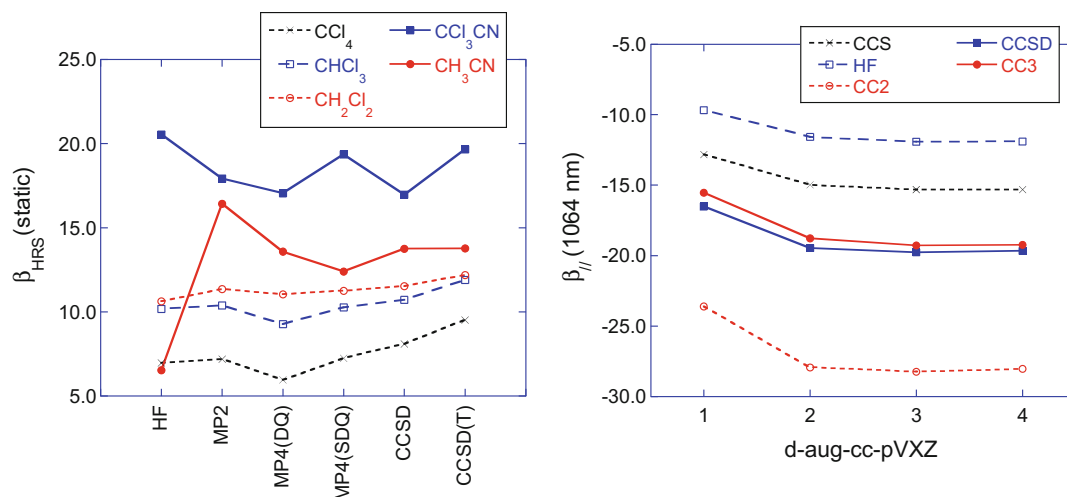 CCl4
CHCl3
CH2Cl2
CCl3CN
CH3CN
25.0
20.0
15.0
10.0
5.0
βHRS(static)
HF
MP2
MP4(DQ)
MP4(SDQ)
CCSD
CCSD(T)
CCS
HF
CC2
CCSD
CC3
-5.0
-10.0
-15.0
-20.0
-25.0
-30.0
β// (1064 nm)
1 2 3 4
d-aug-cc-pVXZ